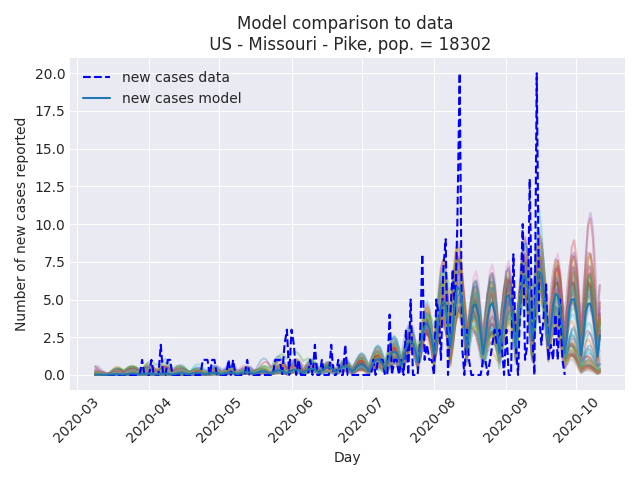 Model comparison to data
US - Missouri - Pike, pop. = 18302
new cases data
new cases model
Number of new cases reported
20.0
17.5
15.0
12.5
10.0
7.5
5.0
2.5
0.0
2020-03
2020-04
2020-05
2020-06
2020-07
2020-08
2020-09
2020-10
Day